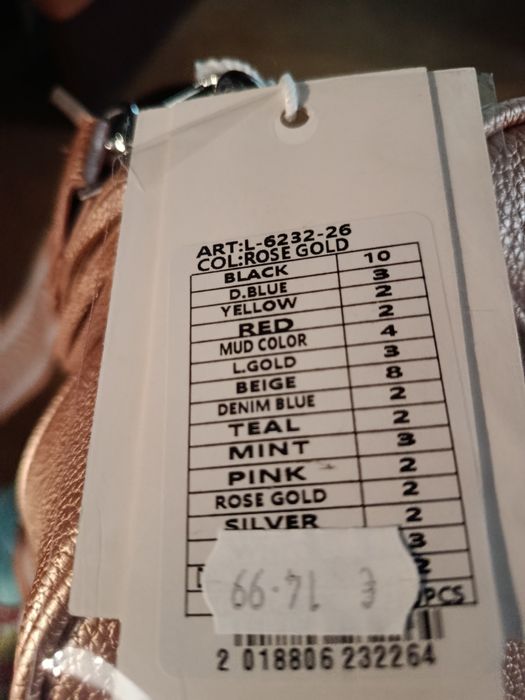 ART:L-6232-26
COL:ROSE GOLD
BLACK 10
D.BLUE 3
YELLOW 2
RED 2
MUD COLOR 4
L.GOLD 3
BEIGE 8
DENIM BLUE 2
TEAL 2
MINT 3
PINK 2
ROSE GOLD 2
SILVER 2
3
2
PCS
€ 14.99
2 018806 232264